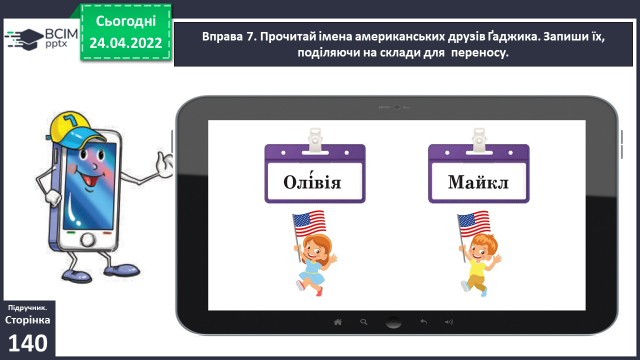 ВСІМ
pptx
Сьогодні
24.04.2022
Вправа 7. Прочитай імена американських друзів Ґаджика. Запиши їх,
поділяючи на склади для переносу.
Олі́вія
Майкл
Підручник.
Сторінка
140